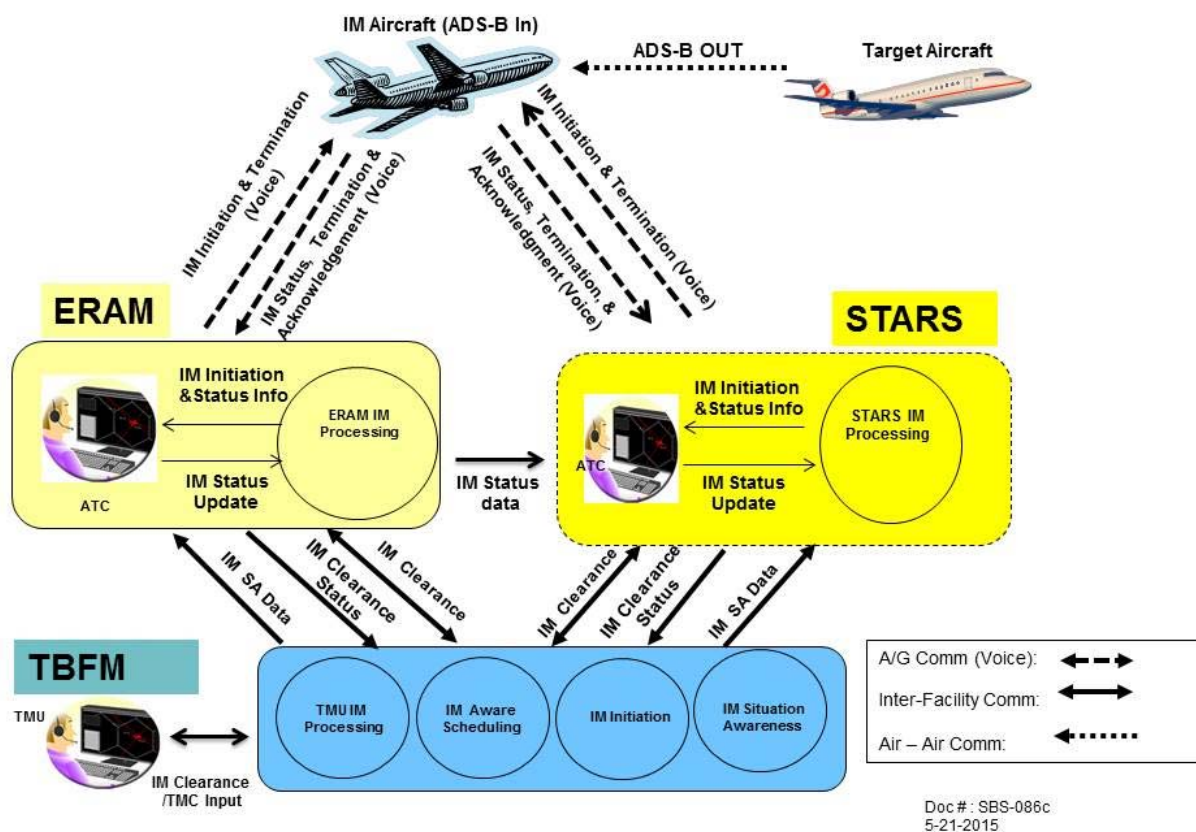 IM Aircraft (ADS-B In)
ADS-B OUT
Target Aircraft
IM Initiation & Termination
(Voice)
IM Status, Termination &
Acknowledgement (Voice)
IM Initiation & Termination (Voice)
IM Status, Termination, &
Acknowledgment (Voice)
ERAM
STARS
IM Initiation
&Status Info
ERAM IM
Processing
IM Status
Update
ATC
IM Status
data
IM Initiation
&Status Info
STARS IM
Processing
ATC
IM Status
Update
IM SA Data
IM Clearance
Status
IM Clearance
IM Clearance
IM Clearance
Status
IM SA Data
TBFM
TMU
IM Clearance
/TMC Input
TMU IM
Processing
IM Aware
Scheduling
IM Initiation
IM Situation
Awareness
A/G Comm (Voice):
Inter-Facility Comm:
Air – Air Comm:
Doc # : SBS-086c
5-21-2015